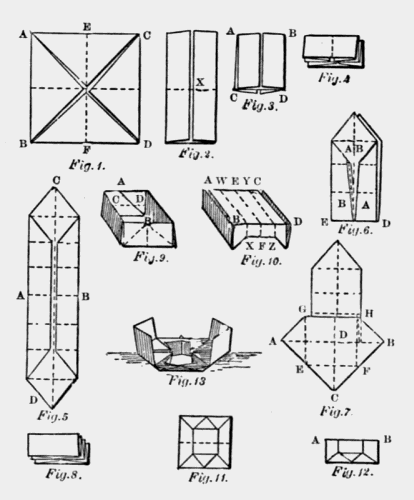 A E C
B F D
Fig. 1.
X
Fig. 2.
A B
C D
Fig. 3.
Fig. 4
A B
B A
E D
Fig. 6.
C
A B
D
Fig. 5
A
C D
B
Fig. 9.
A W E Y C
B D
X F Z
Fig. 10.
G H
A D B
E F
C
Fig. 7.
Fig. 13
Fig. 8.
Fig. 11.
A B
Fig. 12.